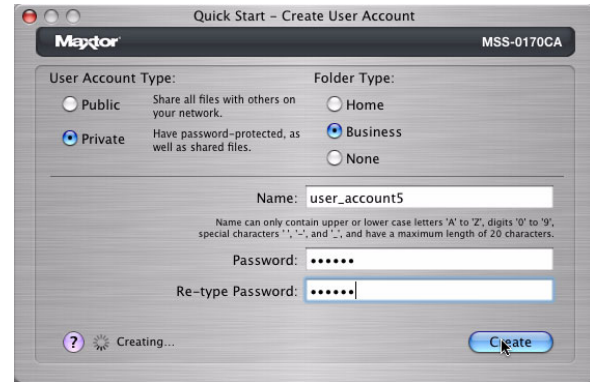 Quick Start – Create User Account
Maxtor
MSS-0170CA
User Account Type:
Public
Share all files with others on
your network.
Private
Have password-protected, as
well as shared files.
Folder Type:
Home
Business
None
Name: user_account5
Name can only contain upper or lower case letters 'A' to 'Z', digits '0' to '9',
special characters ' ', '-', and '_', and have a maximum length of 20 characters.
Password: ••••••
Re-type Password: ••••••
? Creating...
Create